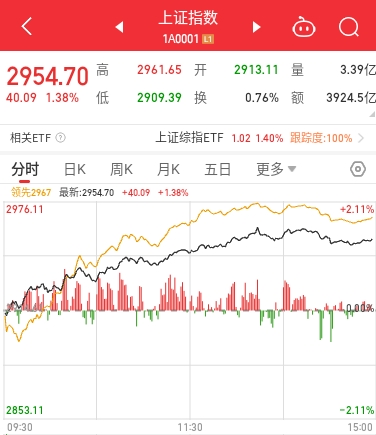 上证指数
1A0001 L1
2954.70 高 2961.65 开 2913.11 量 3.39亿
40.09 1.38% 低 2909.39 换 0.76% 额 3924.5亿
相关ETF ? 上证综指ETF 1.02 1.40% 跟踪度:100%
分时 日K 周K 月K 五日 更多
领先2967 最新:2954.70 +40.09 +1.38%
2976.11 +2.11%
0.00%
2853.11 -2.11%
09:30 11:30 15:00